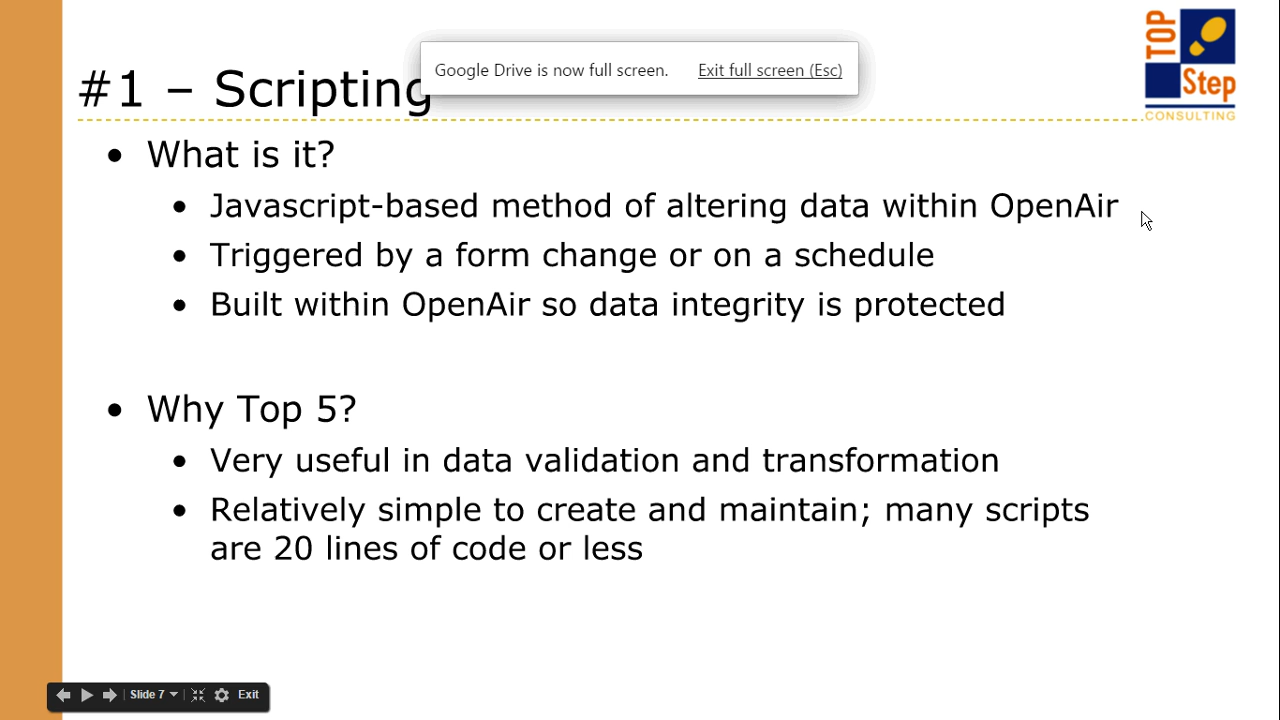 Google Drive is now full screen. Exit full screen (Esc)
TOP
Step
CONSULTING
#1 – Scripting
• What is it?
• Javascript-based method of altering data within OpenAir
• Triggered by a form change or on a schedule
• Built within OpenAir so data integrity is protected
• Why Top 5?
• Very useful in data validation and transformation
• Relatively simple to create and maintain; many scripts
are 20 lines of code or less
Slide 7 Exit